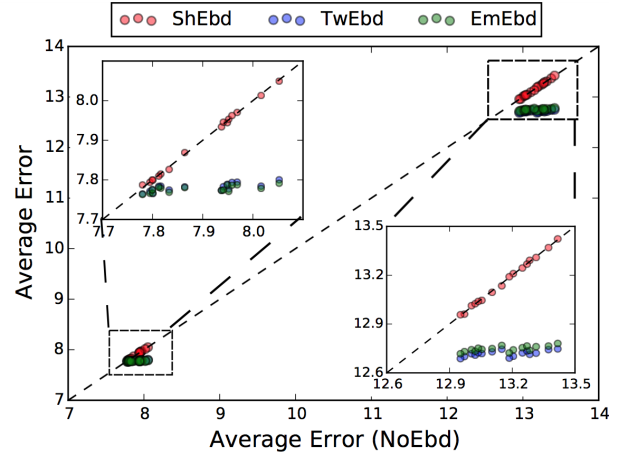 ShEbd TwEbd EmEbd
14
13
12
11
10
9
8
7
Average Error
8.0
7.9
7.8
7.7
7.7 7.8 7.9 8.0
13.5
13.2
12.9
12.6
12.6 12.9 13.2 13.5
7 8 9 10 11 12 13 14
Average Error (NoEbd)